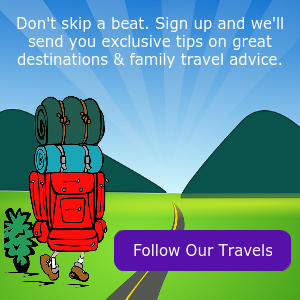 Don't skip a beat. Sign up and we'll
send you exclusive tips on great
destinations & family travel advice.
Follow Our Travels